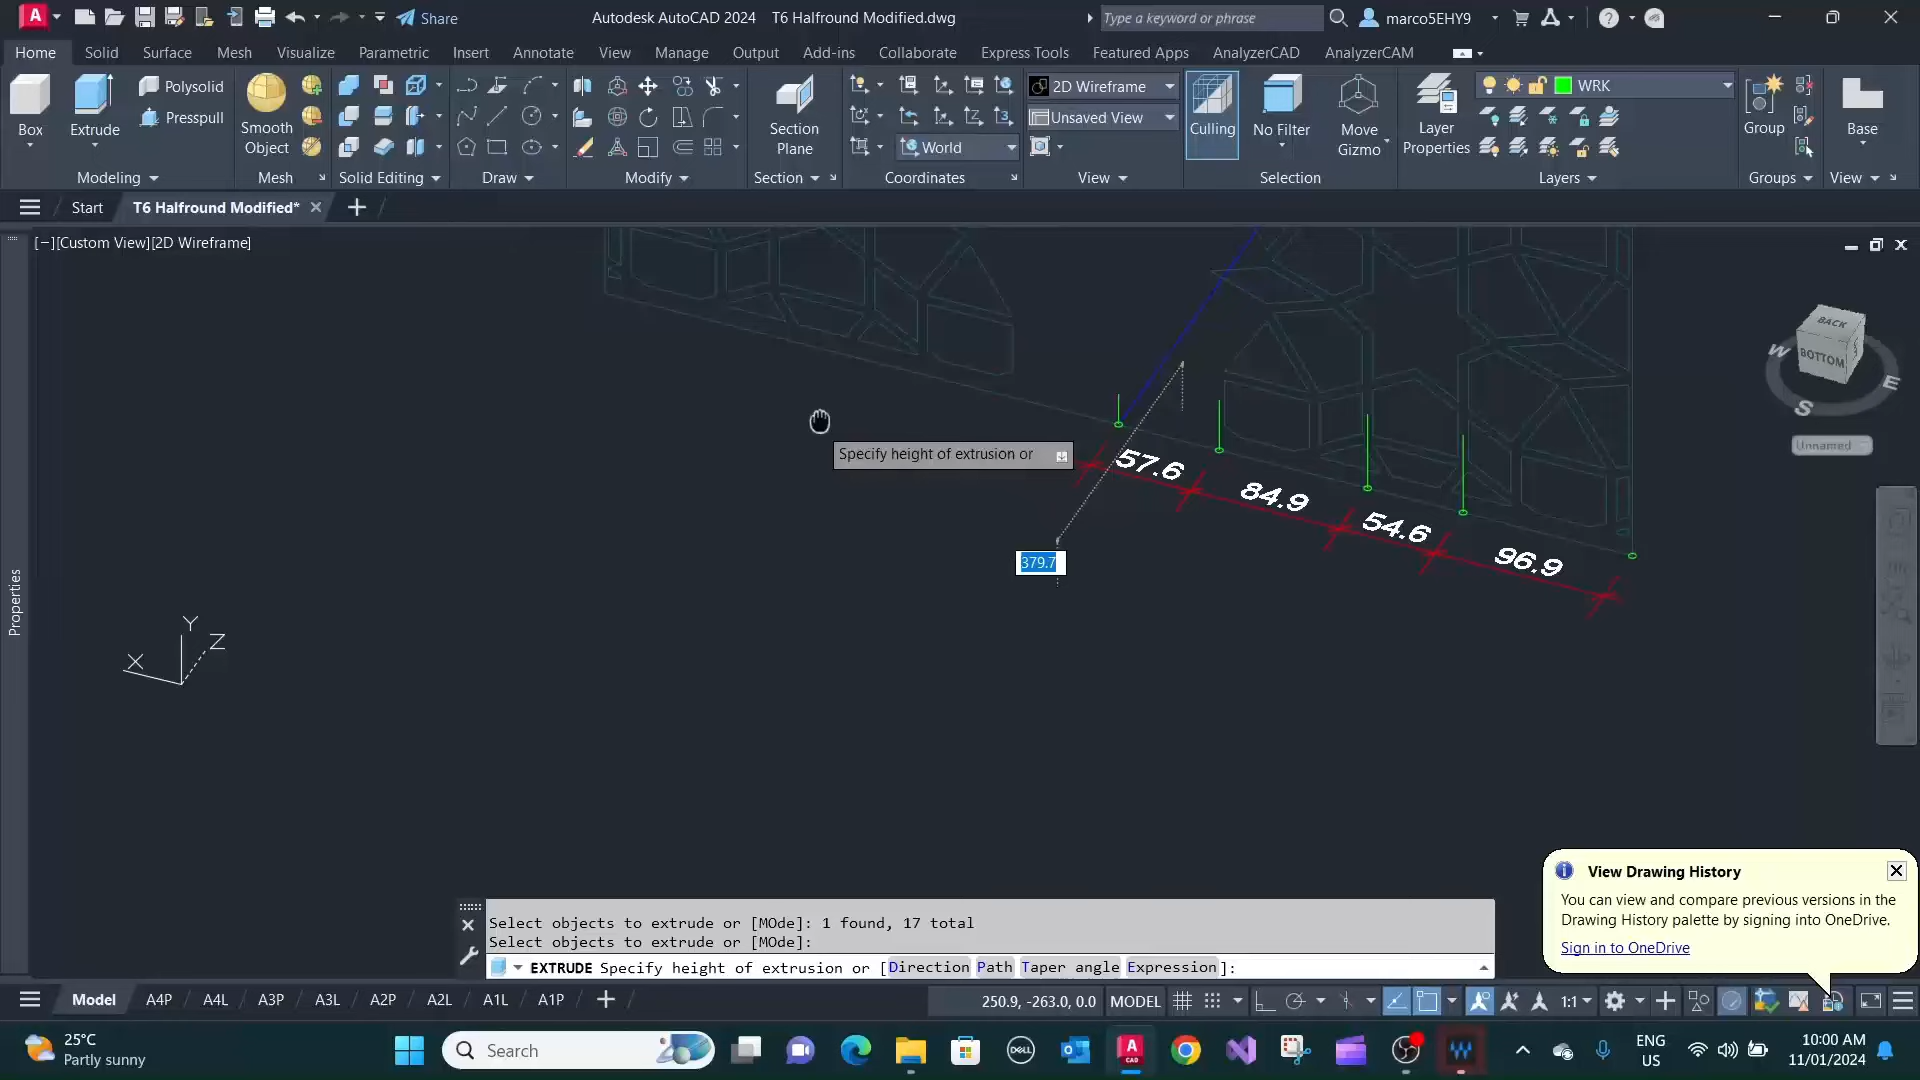 Share
Autodesk AutoCAD 2024 T6 Halfround Modified.dwg
Type a keyword or phrase
marco5EHY9
Home Solid Surface Mesh Visualize Parametric Insert Annotate View Manage Output Add-ins Collaborate Express Tools Featured Apps AnalyzerCAD AnalyzerCAM
Box
Extrude
Polysolid
Presspull
Smooth
Object
Section
Plane
World
2D Wireframe
Unsaved View
Culling
No Filter
Move
Gizmo
Layer
Properties
WRK
Group
Base
Modeling Mesh Solid Editing Draw Modify Section Coordinates View Selection Layers Groups View
Start T6 Halfround Modified*
[−][Custom View][2D Wireframe]
BACK
BOTTOM
W
E
S
Unnamed
Specify height of extrusion or
57.6
84.9
54.6
96.9
379.7
Properties
Y
X
Z
View Drawing History
You can view and compare previous versions in the
Drawing History palette by signing into OneDrive.
Sign in to OneDrive
Select objects to extrude or [MOde]: 1 found, 17 total
Select objects to extrude or [MOde]:
EXTRUDE Specify height of extrusion or [Direction Path Taper angle Expression]:
Model A4P A4L A3P A3L A2P A2L A1L A1P
250.9, -263.0, 0.0 MODEL
1:1
25°C
Partly sunny
Search
DELL
A
CAD
ENG
US
10:00 AM
11/01/2024